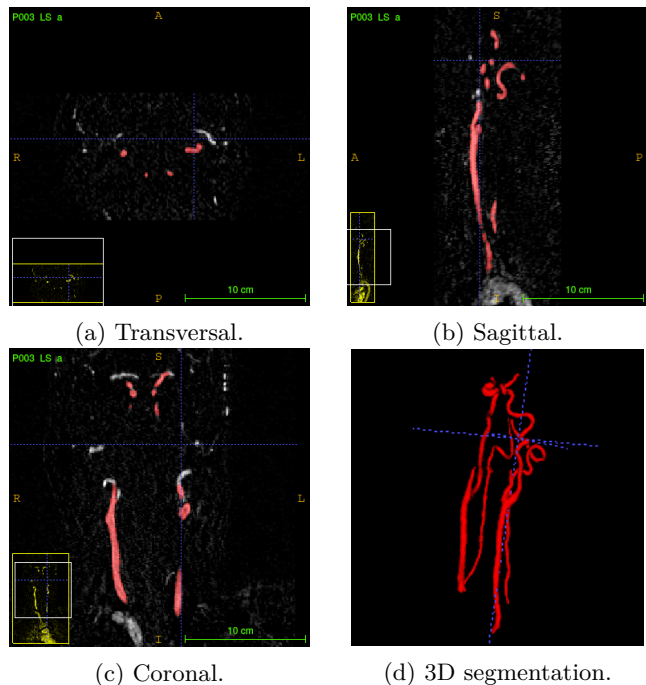 P003 LS a
A
R
L
P
10 cm
(a) Transversal.
P003 LS a
S
A
P
I
10 cm
(b) Sagittal.
P003 LS a
S
R
L
I
10 cm
(c) Coronal.
(d) 3D segmentation.